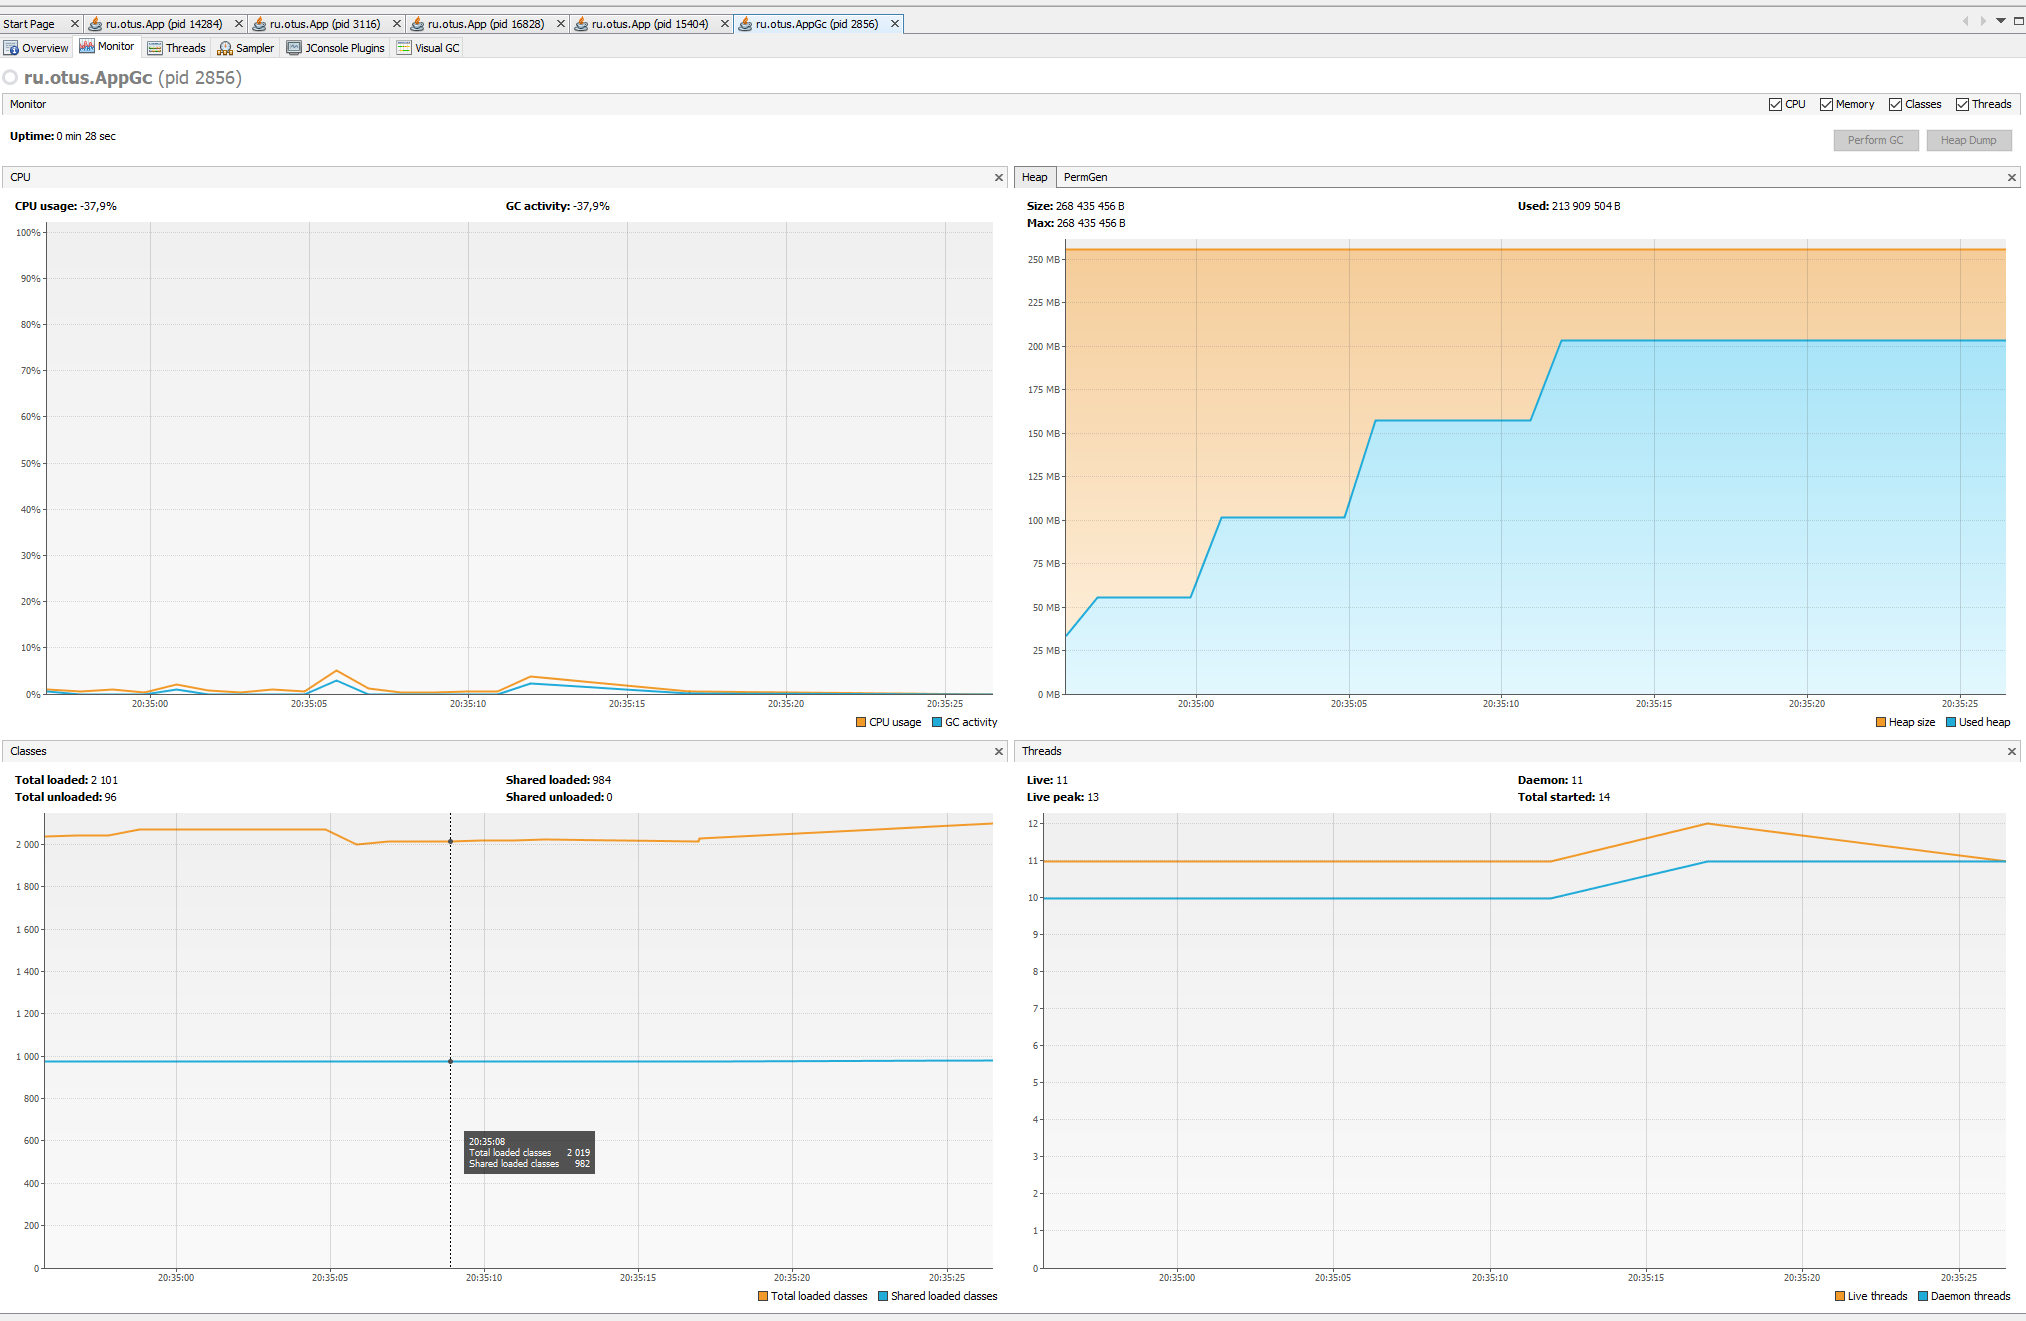 Start Page ru.otus.App (pid 14284) ru.otus.App (pid 3116) ru.otus.App (pid 16828) ru.otus.App (pid 15404) ru.otus.AppGc (pid 2856)
Overview Monitor Threads Sampler JConsole Plugins Visual GC
ru.otus.AppGc (pid 2856)
Monitor CPU Memory Classes Threads
Uptime: 0 min 28 sec
Perform GC Heap Dump
CPU
CPU usage: -37,9% GC activity: -37,9%
100%
90%
80%
70%
60%
50%
40%
30%
20%
10%
0%
20:35:00 20:35:05 20:35:10 20:35:15 20:35:20 20:35:25
CPU usage GC activity
Heap PermGen
Size: 268 435 456 B Used: 213 909 504 B
Max: 268 435 456 B
250 MB
225 MB
200 MB
175 MB
150 MB
125 MB
100 MB
75 MB
50 MB
25 MB
0 MB
20:35:00 20:35:05 20:35:10 20:35:15 20:35:20 20:35:25
Heap size Used heap
Classes
Total loaded: 2 101 Shared loaded: 984
Total unloaded: 96 Shared unloaded: 0
2 000
1 800
1 600
1 400
1 200
1 000
800
600
400
200
0
20:35:08
Total loaded classes 2 019
Shared loaded classes 982
20:35:00 20:35:05 20:35:10 20:35:15 20:35:20 20:35:25
Total loaded classes Shared loaded classes
Threads
Live: 11 Daemon: 11
Live peak: 13 Total started: 14
12
11
10
9
8
7
6
5
4
3
2
1
0
20:35:00 20:35:05 20:35:10 20:35:15 20:35:20 20:35:25
Live threads Daemon threads